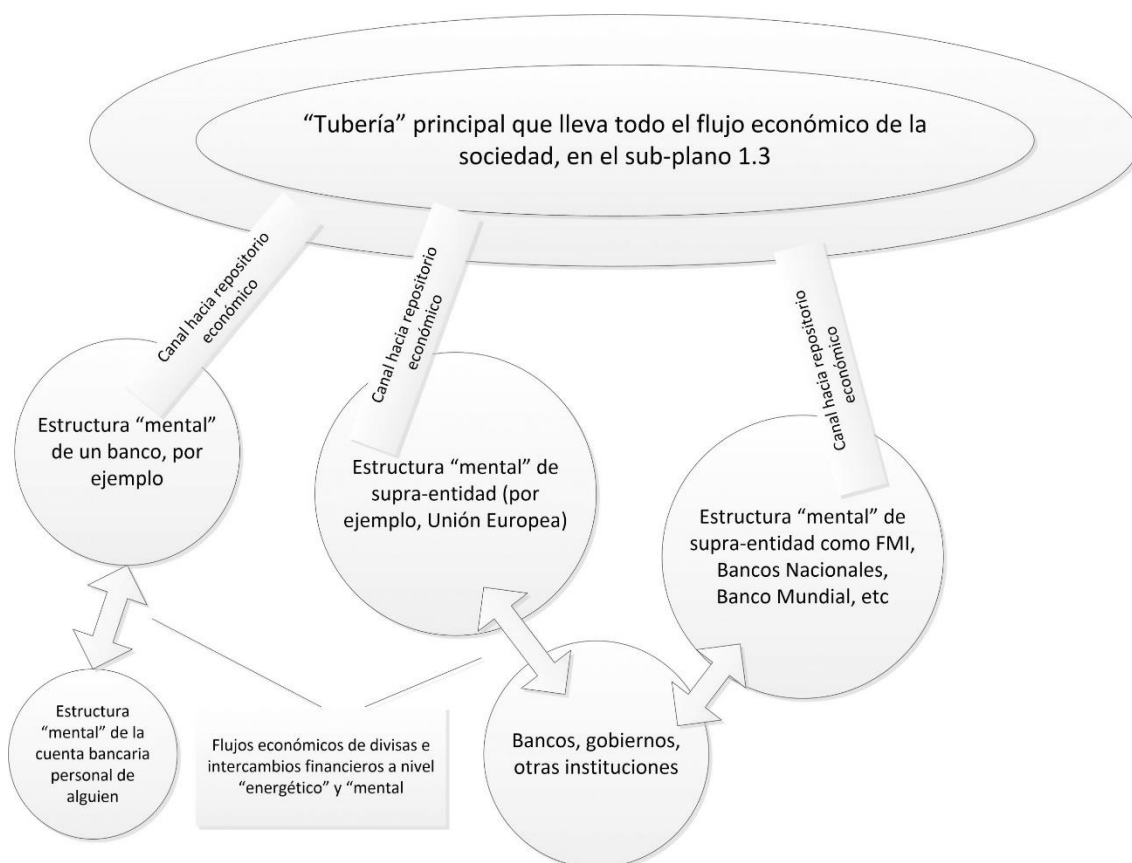 “Tubería” principal que lleva todo el flujo económico de la
sociedad, en el sub-plano 1.3
Canal hacia repositorio
económico
Canal hacia repositorio
económico
Canal hacia repositorio
económico
Estructura “mental”
de un banco, por
ejemplo
Estructura “mental” de
supra-entidad (por
ejemplo, Unión Europea)
Estructura “mental” de
supra-entidad como FMI,
Bancos Nacionales,
Banco Mundial, etc
Estructura
“mental” de la
cuenta bancaria
personal de
alguien
Flujos económicos de divisas e
intercambios financieros a nivel
“energético” y “mental
Bancos, gobiernos,
otras instituciones